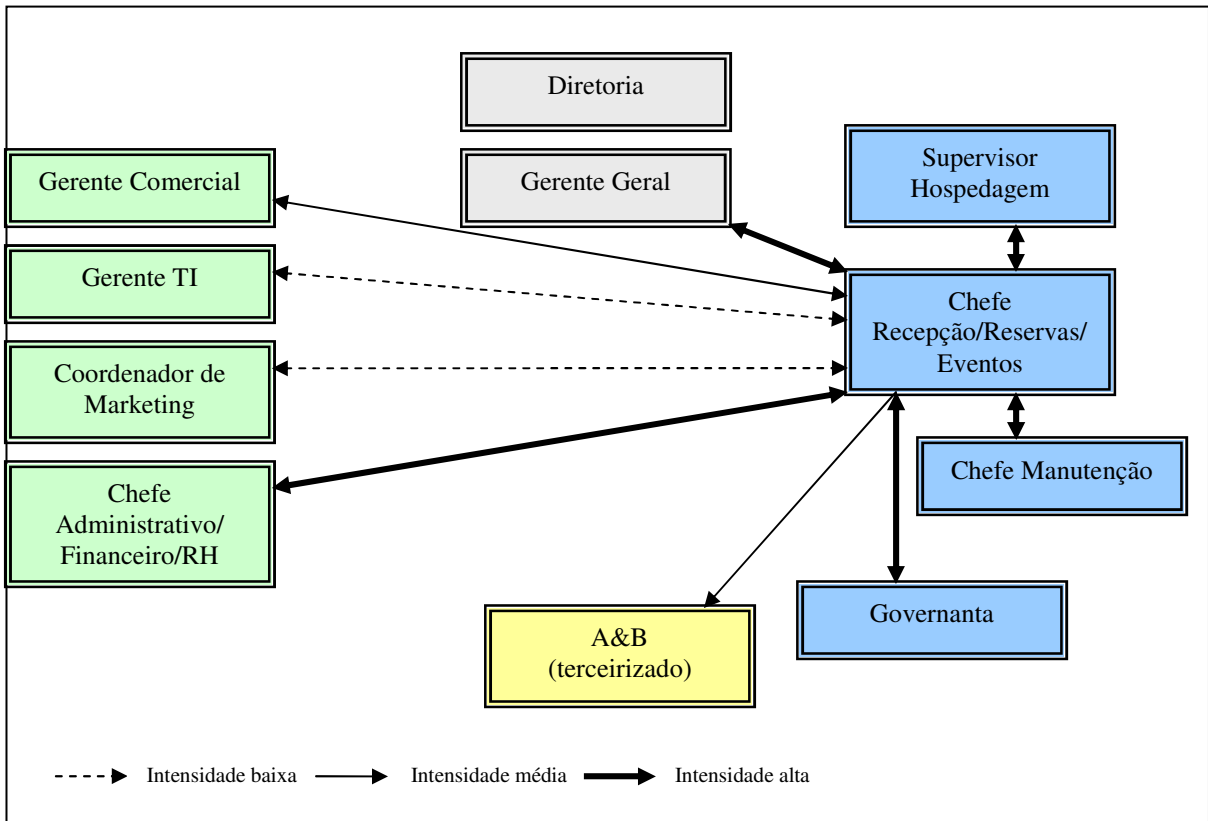 Diretoria
Gerente Geral
Supervisor
Hospedagem
Gerente Comercial
Gerente TI
Coordenador de
Marketing
Chefe
Administrativo/
Financeiro/RH
Chefe
Recepção/Reservas/
Eventos
Chefe Manutenção
Governanta
A&B
(terceirizado)
Intensidade baixa
Intensidade média
Intensidade alta